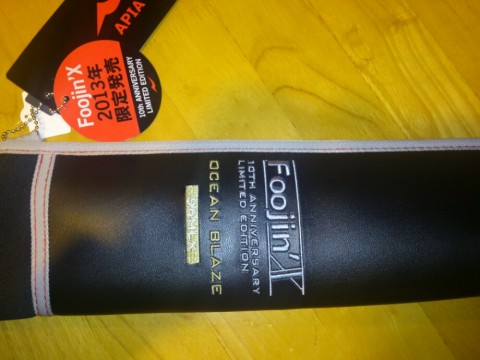 APIA
Foojin'X
2013年
限定発売
10th ANNIVERSARY
LIMITED EDITION
Foojin'X
10TH ANNIVERSARY
LIMITED EDITION
OCEAN BLAZE